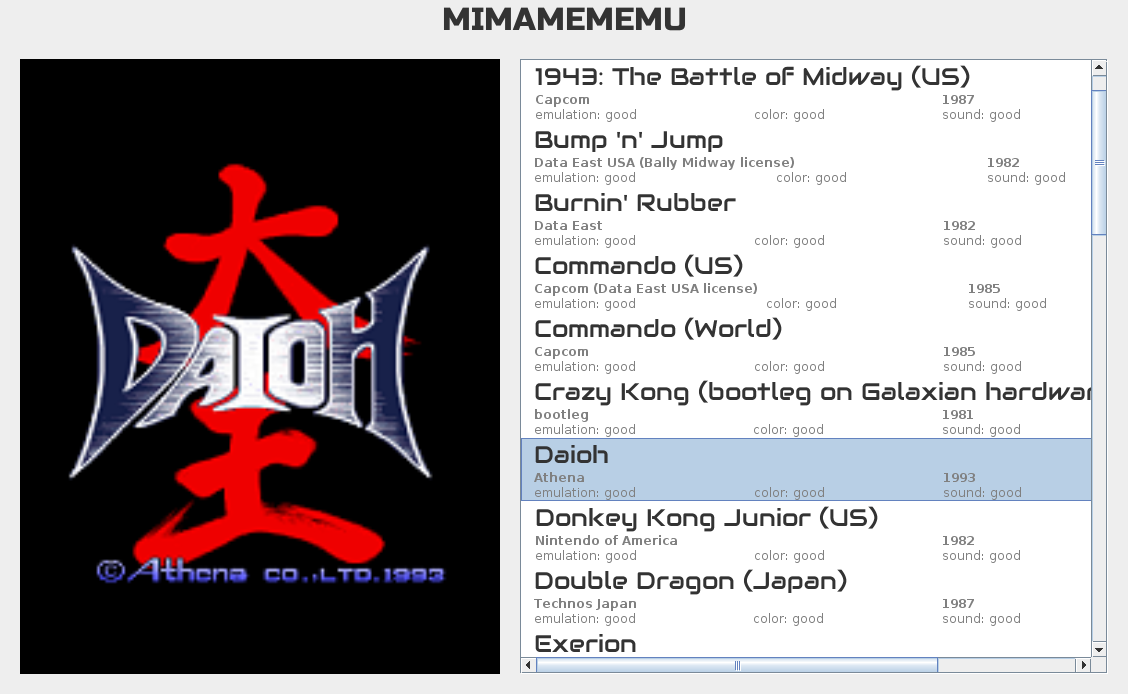 MIMAMEMEMU
大
DAIOH
王
©Athena CO.,LTD.1993
1943: The Battle of Midway (US)
Capcom 1987
emulation: good color: good sound: good
Bump 'n' Jump
Data East USA (Bally Midway license) 1982
emulation: good color: good sound: good
Burnin' Rubber
Data East 1982
emulation: good color: good sound: good
Commando (US)
Capcom (Data East USA license) 1985
emulation: good color: good sound: good
Commando (World)
Capcom 1985
emulation: good color: good sound: good
Crazy Kong (bootleg on Galaxian hardwar
bootleg 1981
emulation: good color: good sound: good
Daioh
Athena 1993
emulation: good color: good sound: good
Donkey Kong Junior (US)
Nintendo of America 1982
emulation: good color: good sound: good
Double Dragon (Japan)
Technos Japan 1987
emulation: good color: good sound: good
Exerion